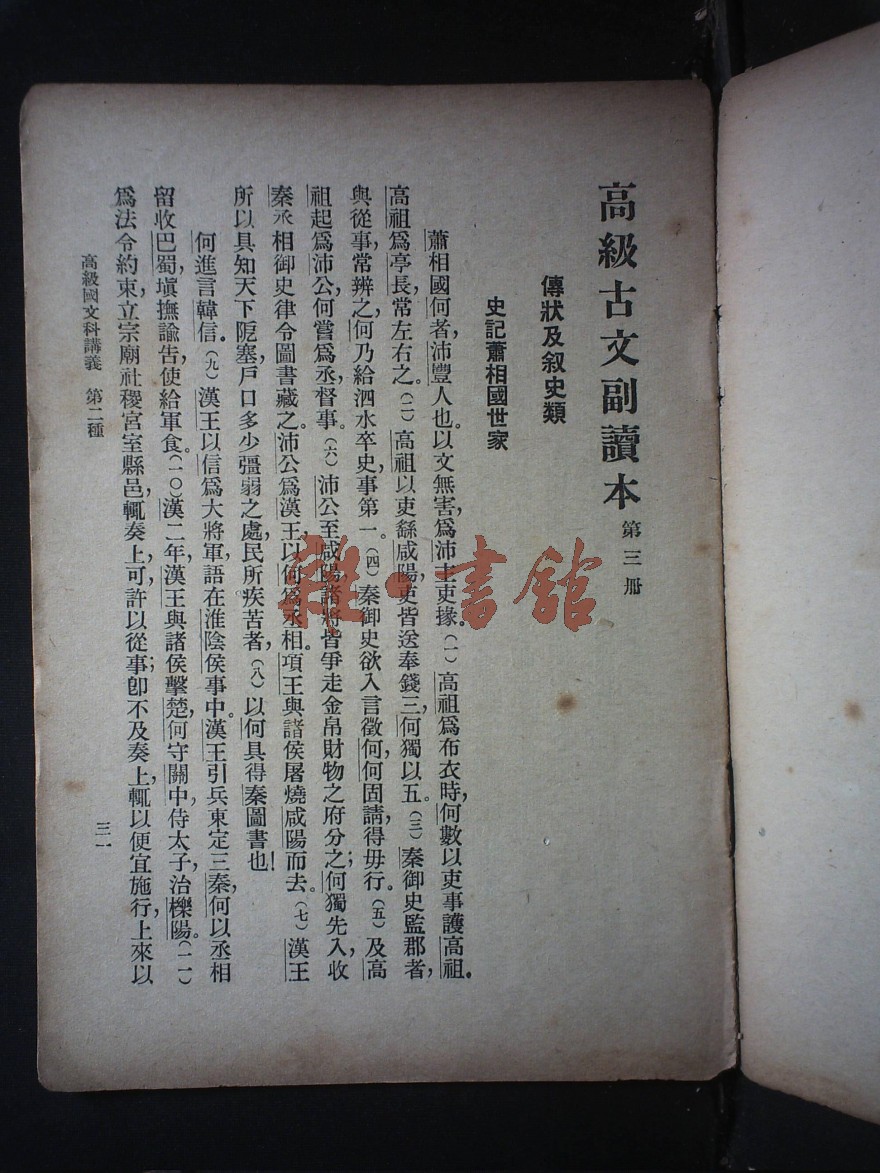 高級古文副讀本 第三册
傳狀及叙史類
史記蕭相國世家
蕭相國何者，沛豐人也。以文無害，爲沛主吏掾。（一）高祖爲布衣時，何數以吏事護高祖。
高祖爲亭長，常左右之。（二）高祖以吏繇咸陽，吏皆送奉錢三，何獨以五。（三）秦御史監郡者，
與從事，常辨之。何乃給泗水卒史事第一。（四）秦御史欲入言徵何，何固請，得毋行。（五）及高
祖起爲沛公，何嘗爲丞督事。（六）沛公至咸陽，諸將皆爭走金帛財物之府分之；何獨先入收
秦丞相御史律令圖書藏之。沛公爲漢王，以何爲丞相。項王與諸侯屠燒咸陽而去。（七）漢王
所以具知天下阸塞，戶口多少，彊弱之處，民所疾苦者，（八）以何具得秦圖書也！
何進言韓信。（九）漢王以信爲大將軍，語在淮陰侯事中。漢王引兵東定三秦，何以丞相
留收巴蜀，塡撫諭告，使給軍食。（一〇）漢二年，漢王與諸侯擊楚，何守關中，侍太子，治櫟陽。（一一）
爲法令約束，立宗廟社稷宮室縣邑，輒奏上，可，許以從事；卽不及奏上，輒以便宜施行，上來以
高級國文科講義 第二種
三一
雜·書館